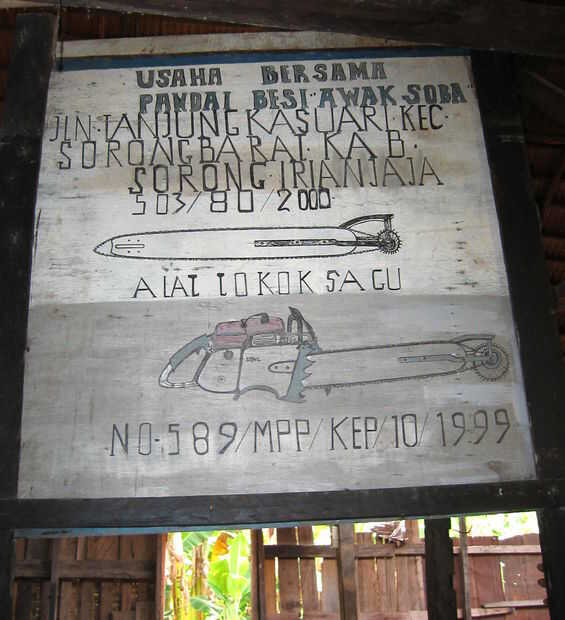 USAHA BERSAMA
PANDAI BESI "AWAK SOBA"
JLN. TANJUNG KASUARI KEC.
SORONG BARAT KAB.
SORONG. IRIAN JAJA
503/80/2000
ALAT TOKOK SAGU
NO. 589/MPP/KEP/10/1999